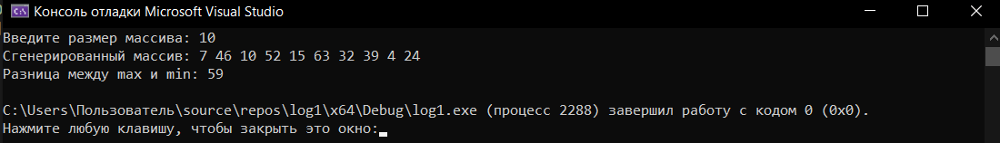 Консоль отладки Microsoft Visual Studio
Введите размер массива: 10
Сгенерированный массив: 7 46 10 52 15 63 32 39 4 24
Разница между max и min: 59
C:\Users\Пользователь\source\repos\log1\x64\Debug\log1.exe (процесс 2288) завершил работу с кодом 0 (0x0).
Нажмите любую клавишу, чтобы закрыть это окно: